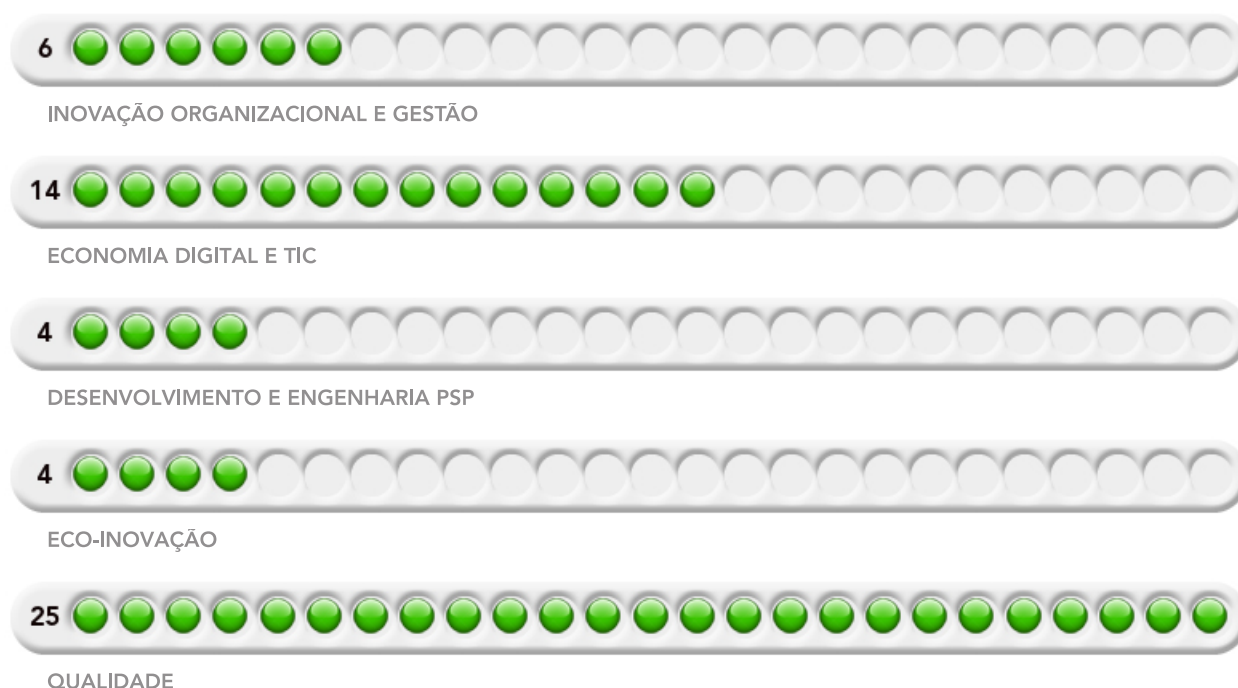 6
INOVAÇÃO ORGANIZACIONAL E GESTÃO
14
ECONOMIA DIGITAL E TIC
4
DESENVOLVIMENTO E ENGENHARIA PSP
4
ECO-INOVAÇÃO
25
QUALIDADE